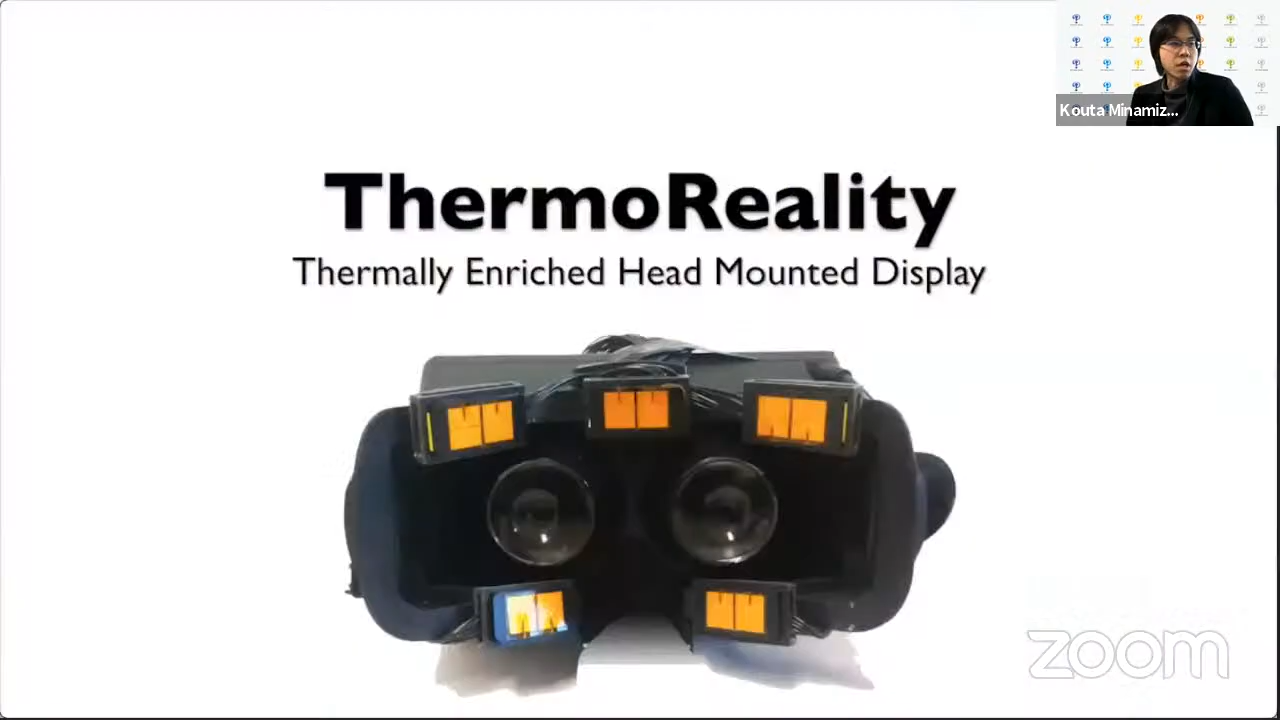 Kouta Minamiz...
ThermoReality
Thermally Enriched Head Mounted Display
zoom